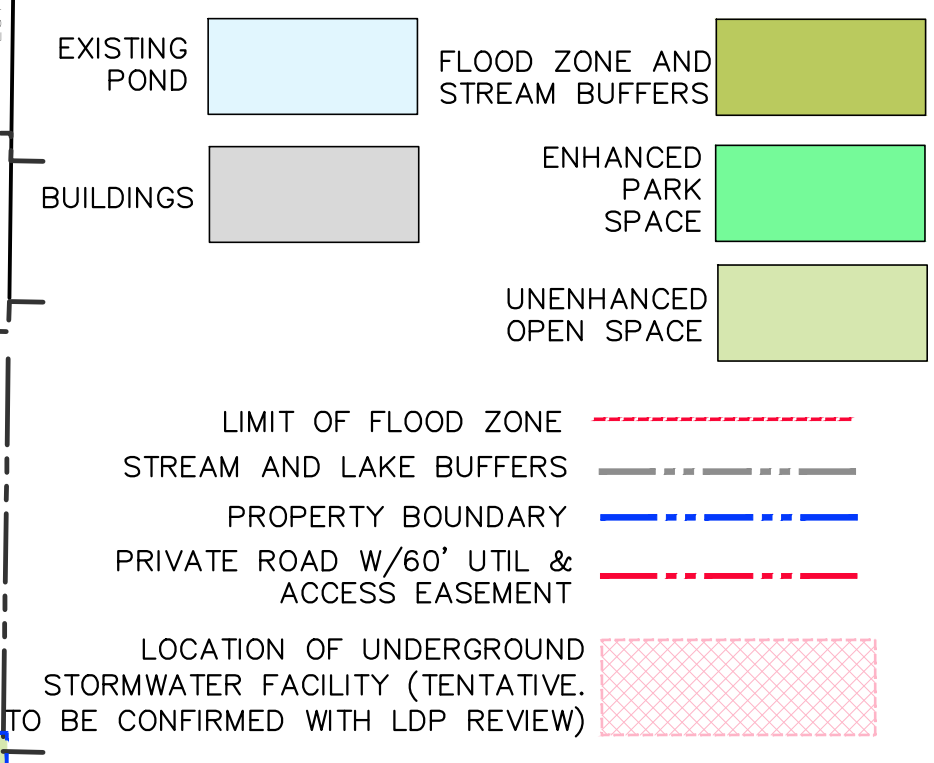 EXISTING
POND
FLOOD ZONE AND
STREAM BUFFERS
BUILDINGS
ENHANCED
PARK
SPACE
UNENHANCED
OPEN SPACE
LIMIT OF FLOOD ZONE
STREAM AND LAKE BUFFERS
PROPERTY BOUNDARY
PRIVATE ROAD W/60' UTIL &
ACCESS EASEMENT
LOCATION OF UNDERGROUND
STORMWATER FACILITY (TENTATIVE.
TO BE CONFIRMED WITH LDP REVIEW)